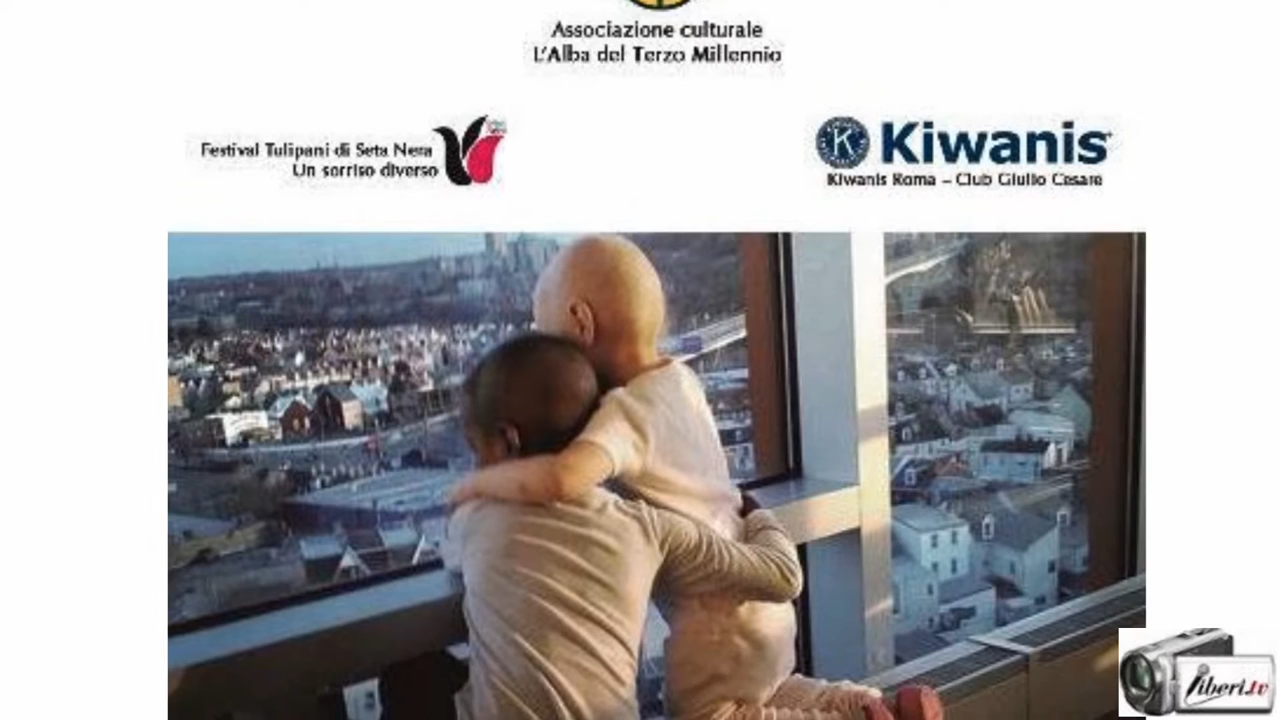 Associazione culturale
L'Alba del Terzo Millennio
Festival Tulipani di Seta Nera
Un sorriso diverso
K
Kiwanis
Kiwanis Roma – Club Giulio Cesare
liberi.tv